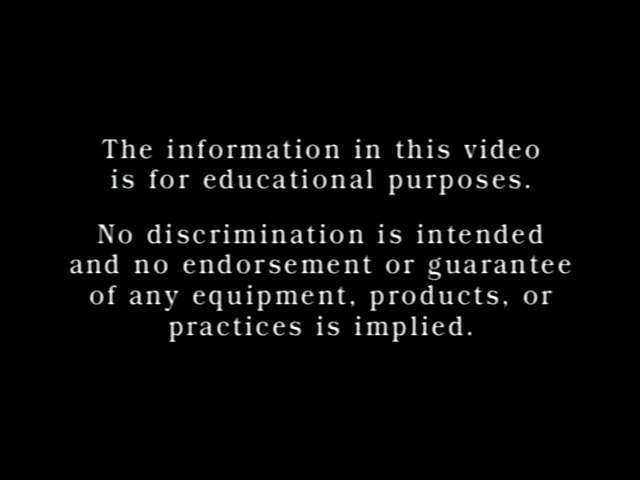 The information in this video
is for educational purposes.
No discrimination is intended
and no endorsement or guarantee
of any equipment, products, or
practices is implied.